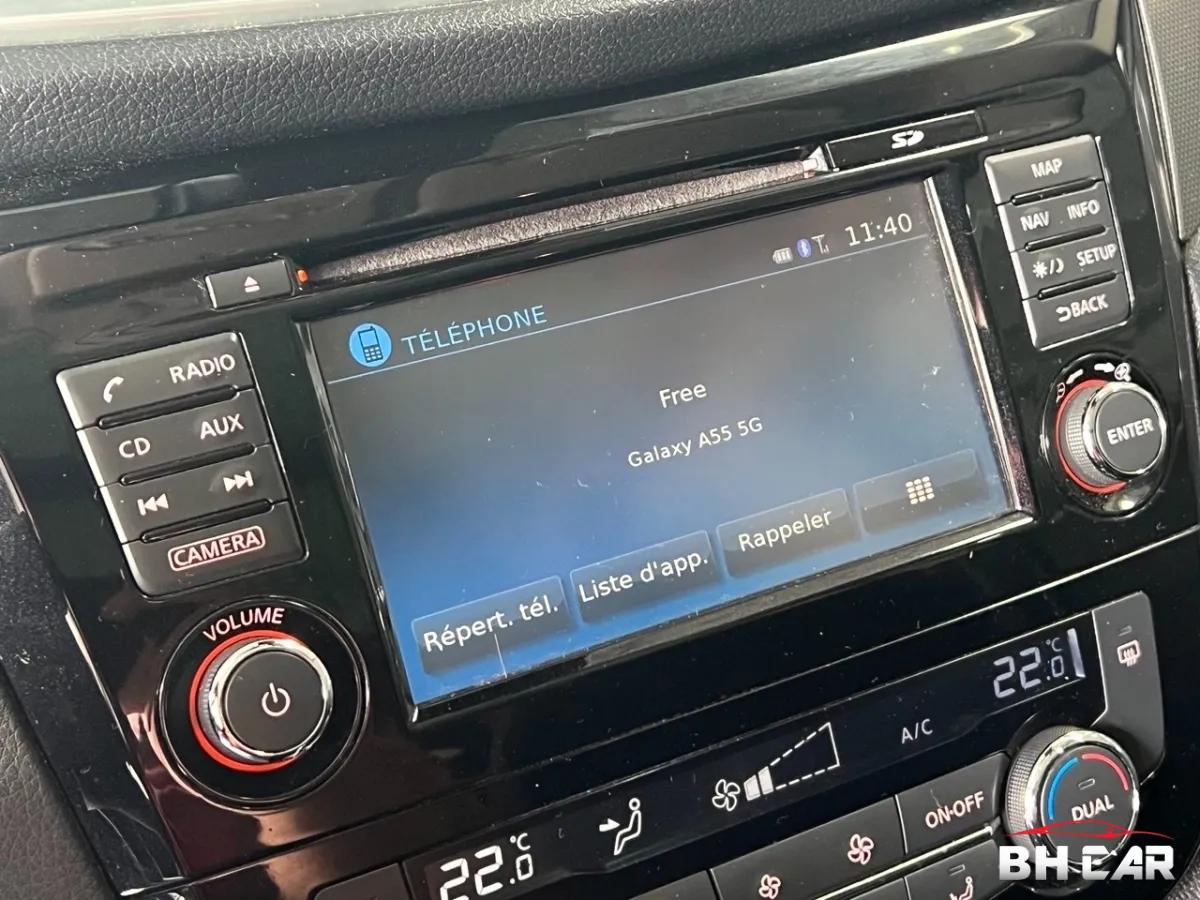 SD
MAP
NAV INFO
SETUP
BACK
11:40
TÉLÉPHONE
Free
Galaxy A55 5G
Répert. tél.
Liste d'app.
Rappeler
RADIO
CD AUX
CAMERA
VOLUME
ENTER
22.0 °C
A/C
22.0 °C
ON·OFF
DUAL
BH CAR